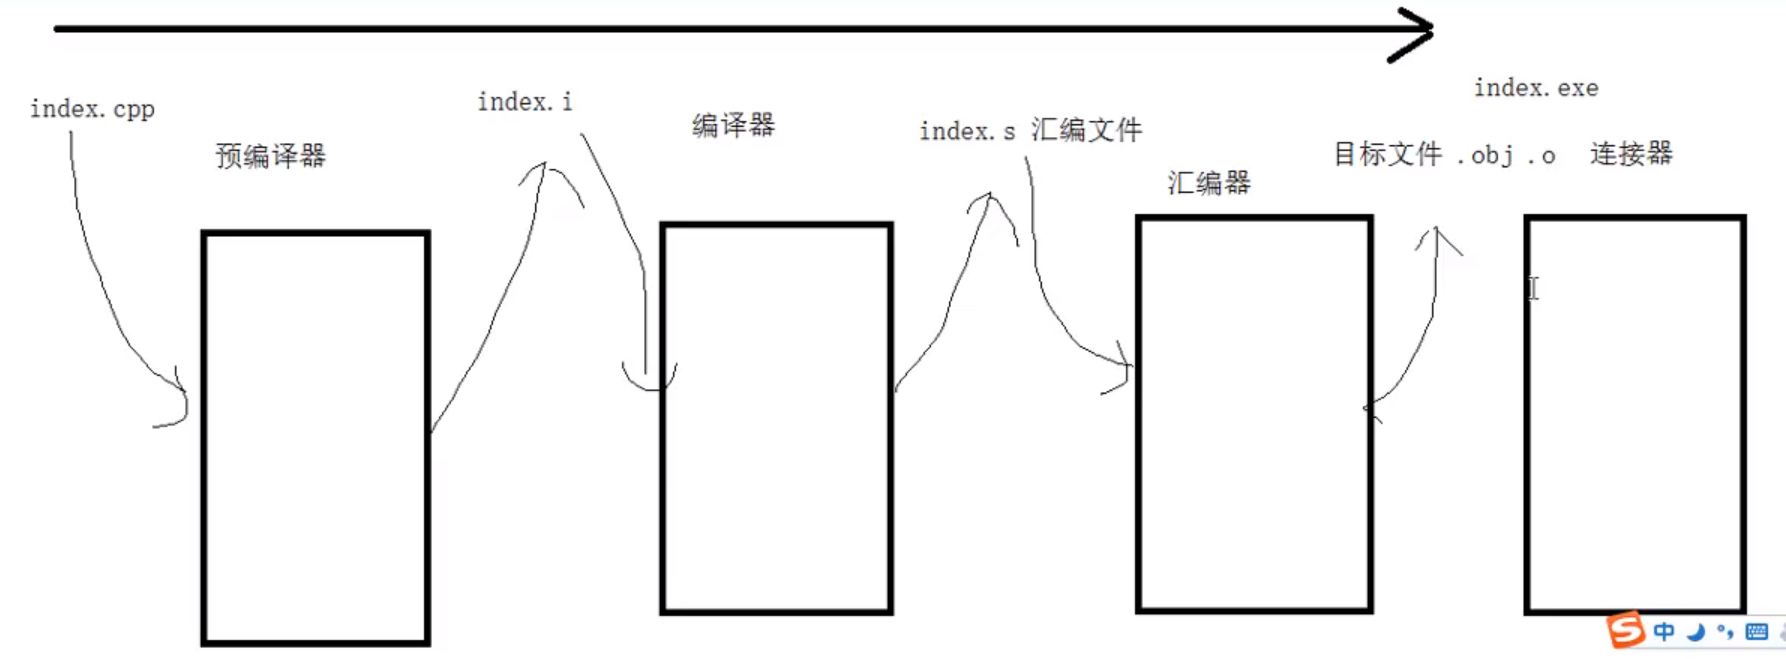 index.cpp
预编译器
index.i
编译器
index.s 汇编文件
汇编器
目标文件 .obj .o
index.exe
连接器
中